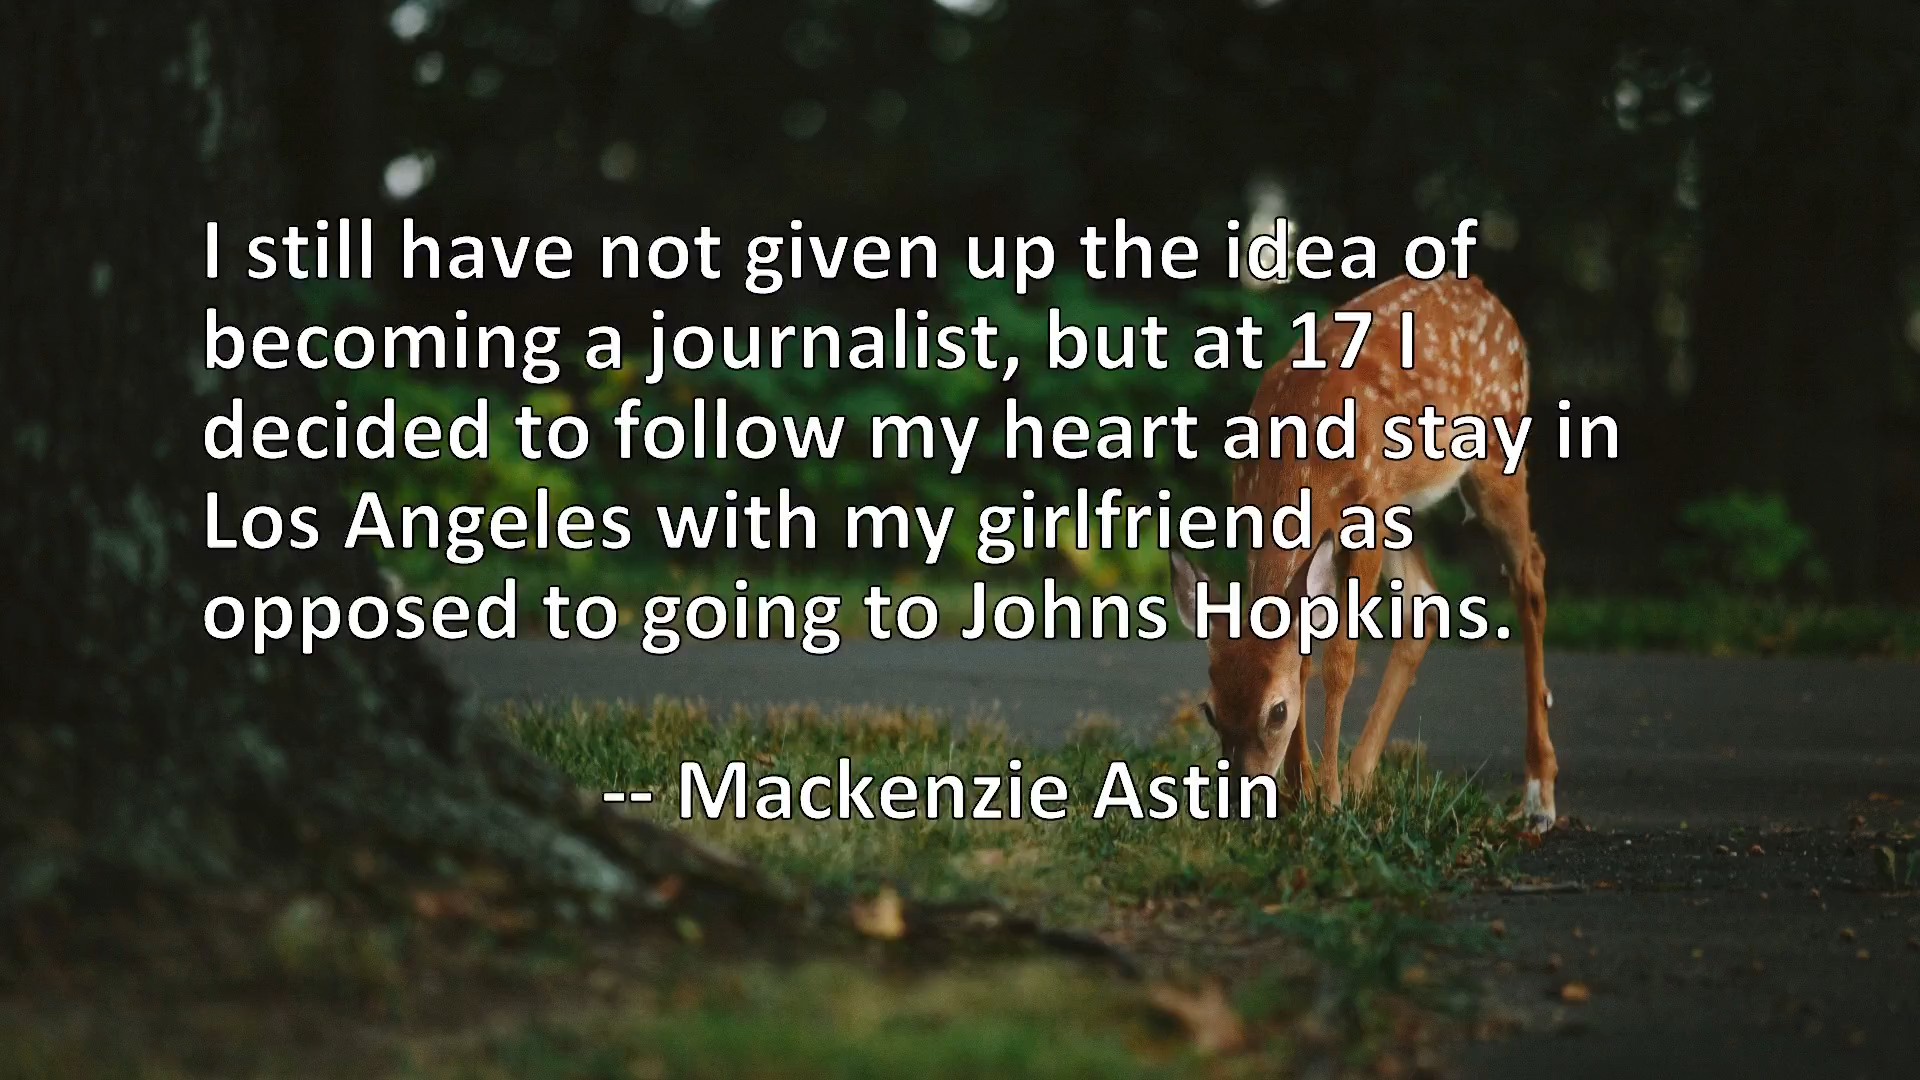 I still have not given up the idea of
becoming a journalist, but at 17 I
decided to follow my heart and stay in
Los Angeles with my girlfriend as
opposed to going to Johns Hopkins.
-- Mackenzie Astin